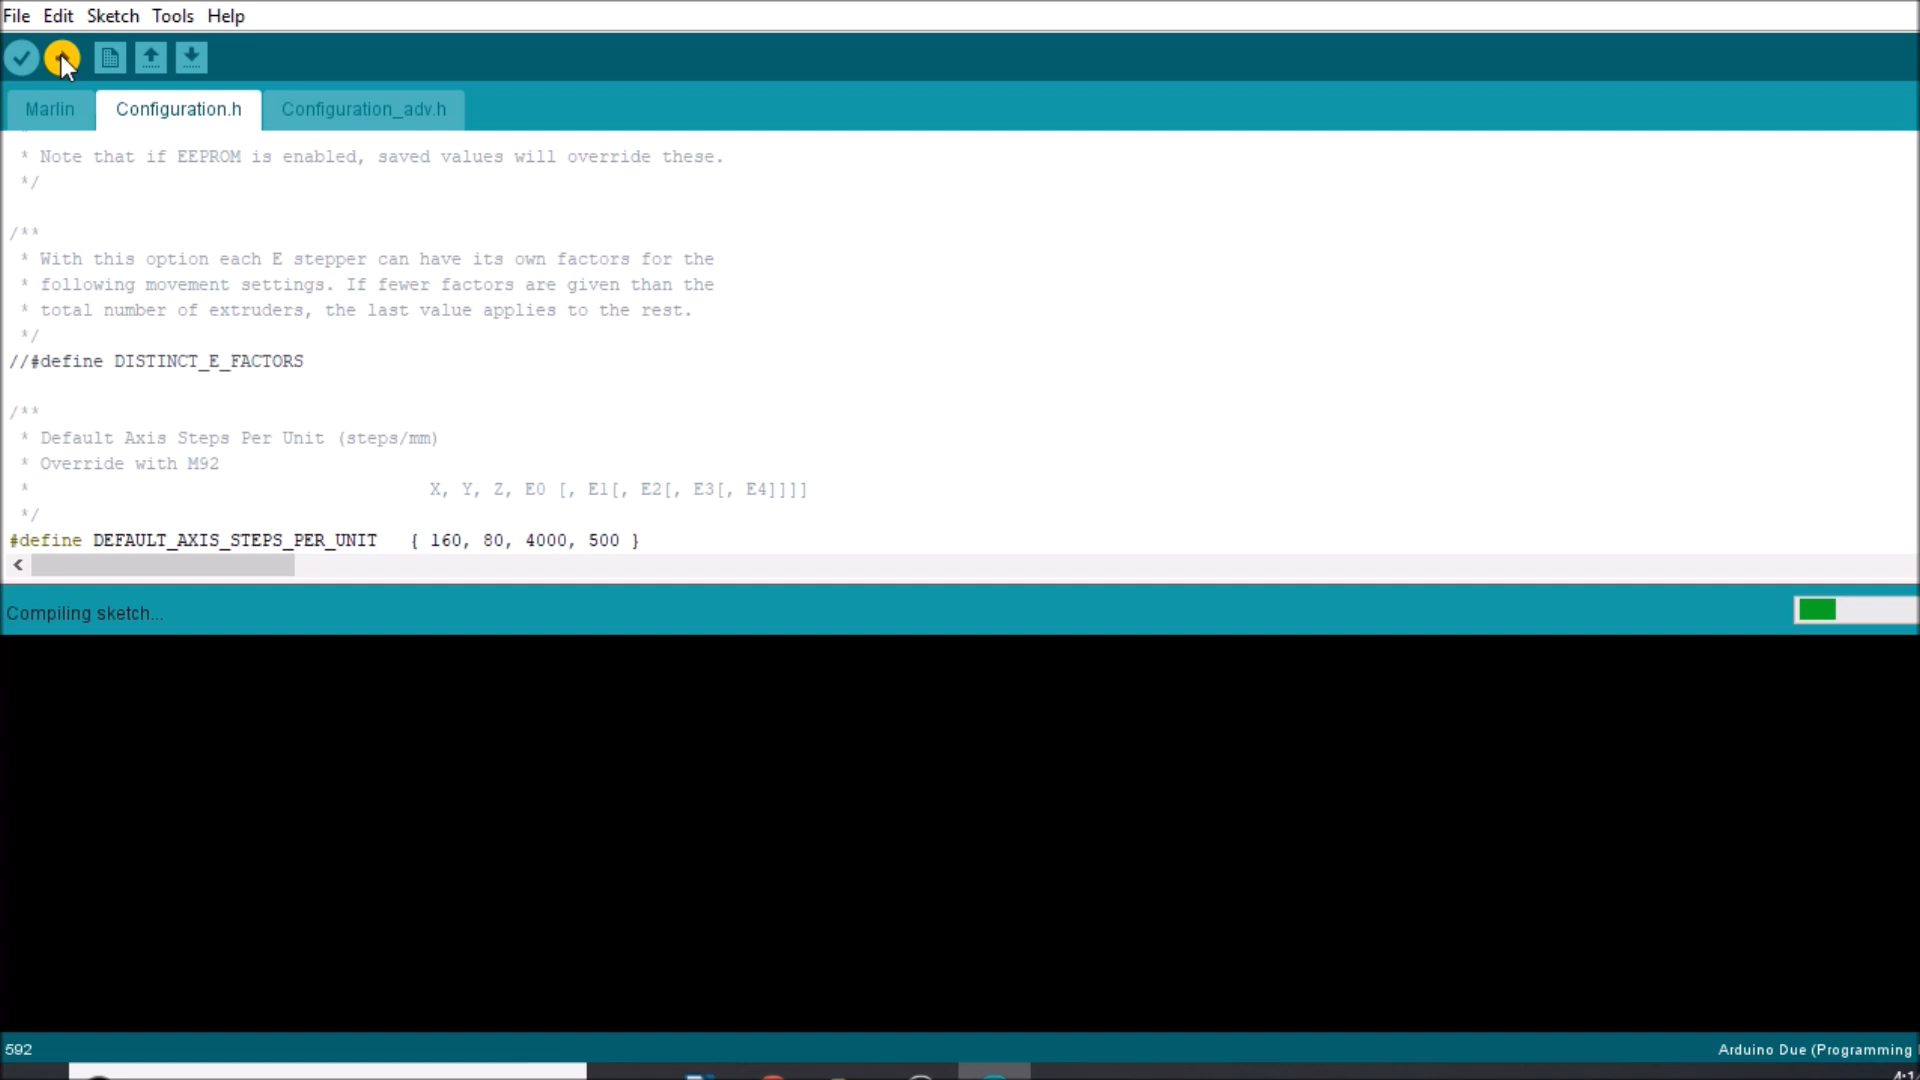 File Edit Sketch Tools Help
Marlin Configuration.h Configuration_adv.h
* Note that if EEPROM is enabled, saved values will override these.
*/
/**
* With this option each E stepper can have its own factors for the
* following movement settings. If fewer factors are given than the
* total number of extruders, the last value applies to the rest.
*/
//#define DISTINCT_E_FACTORS
/**
* Default Axis Steps Per Unit (steps/mm)
* Override with M92
* X, Y, Z, E0 [, E1[, E2[, E3[, E4]]]]
*/
#define DEFAULT_AXIS_STEPS_PER_UNIT { 160, 80, 4000, 500 }
Compiling sketch...
592 Arduino Due (Programming